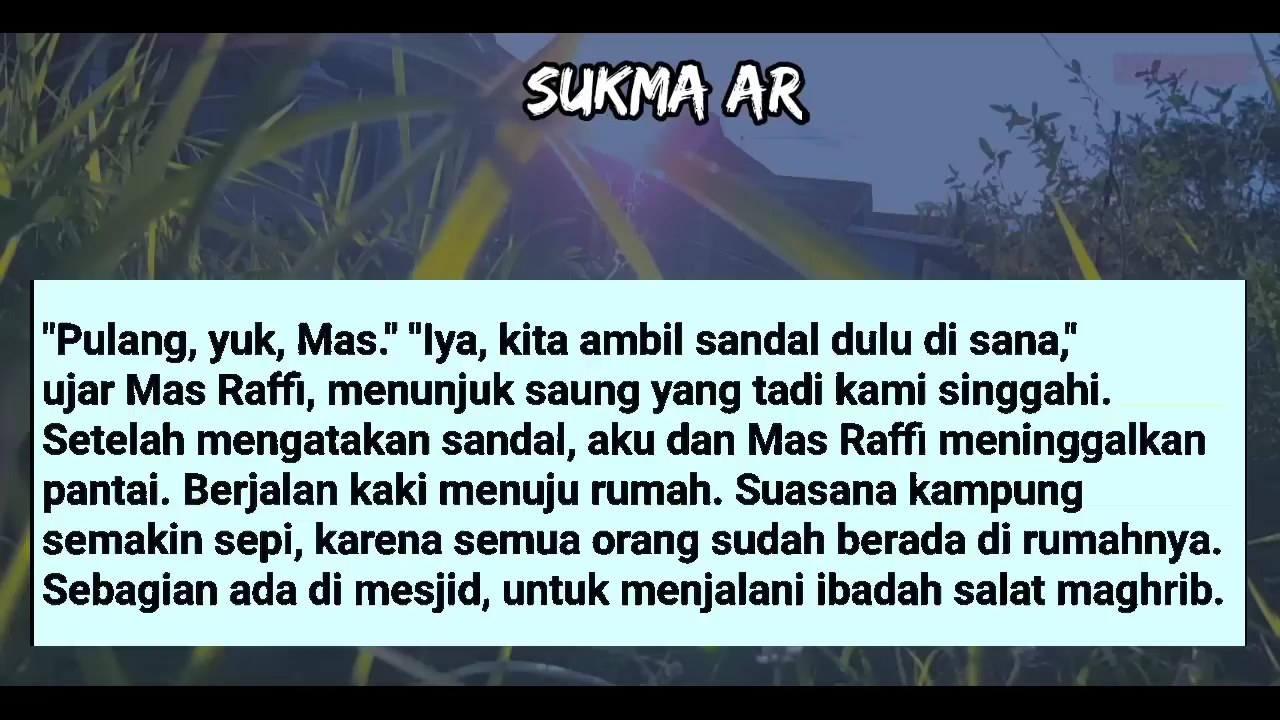 SUKMA AR
"Pulang, yuk, Mas." "Iya, kita ambil sandal dulu di sana,"
ujar Mas Raffi, menunjuk saung yang tadi kami singgahi.
Setelah mengatakan sandal, aku dan Mas Raffi meninggalkan
pantai. Berjalan kaki menuju rumah. Suasana kampung
semakin sepi, karena semua orang sudah berada di rumahnya.
Sebagian ada di mesjid, untuk menjalani ibadah salat maghrib.